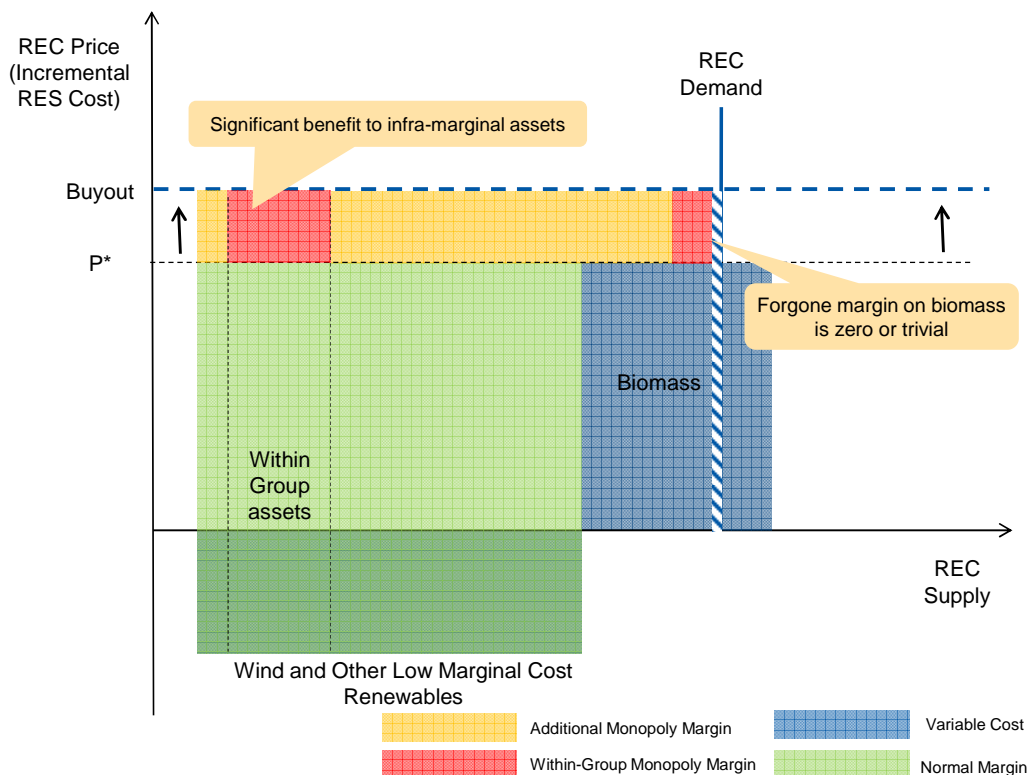 REC Price
(Incremental
RES Cost)
REC
Demand
Significant benefit to infra-marginal assets
Buyout
P*
Forgone margin on biomass
is zero or trivial
Biomass
Within
Group
assets
REC
Supply
Wind and Other Low Marginal Cost
Renewables
Additional Monopoly Margin
Variable Cost
Within-Group Monopoly Margin
Normal Margin